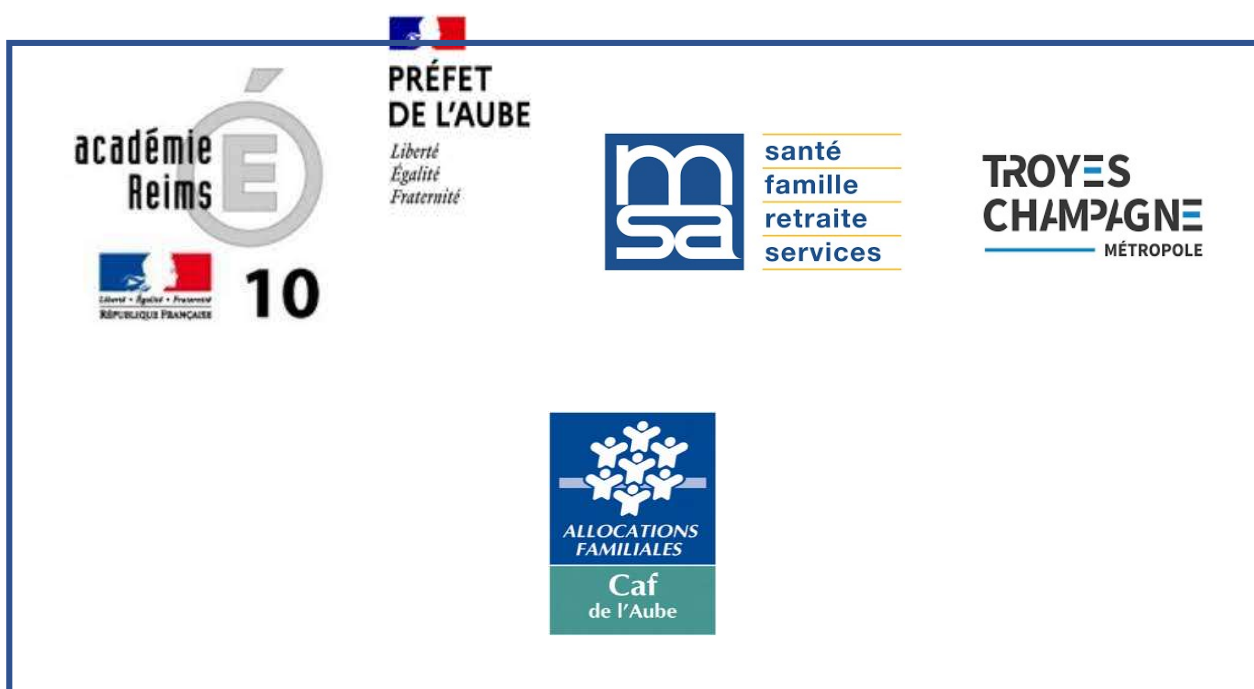 académie
Reims
É
Liberté • Égalité • Fraternité
RÉPUBLIQUE FRANÇAISE
10
PRÉFET
DE L'AUBE
Liberté
Égalité
Fraternité
msa
santé
famille
retraite
services
TROYES
CHAMPAGNE
MÉTROPOLE
ALLOCATIONS
FAMILIALES
Caf
de l'Aube